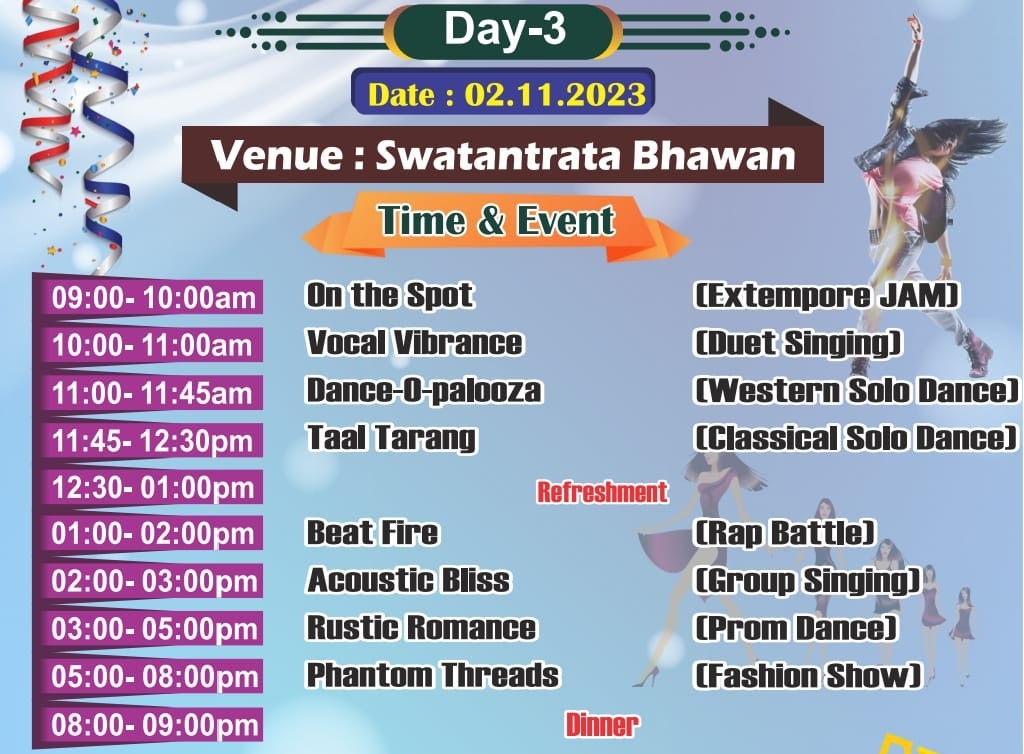 Day-3
Date : 02.11.2023
Venue : Swatantrata Bhawan
Time & Event
09:00- 10:00am On the Spot (Extempore JAM)
10:00- 11:00am Vocal Vibrance (Duet Singing)
11:00- 11:45am Dance-O-palooza (Western Solo Dance)
11:45- 12:30pm Taal Tarang (Classical Solo Dance)
12:30- 01:00pm Refreshment
01:00- 02:00pm Beat Fire (Rap Battle)
02:00- 03:00pm Acoustic Bliss (Group Singing)
03:00- 05:00pm Rustic Romance (Prom Dance)
05:00- 08:00pm Phantom Threads (Fashion Show)
08:00- 09:00pm Dinner